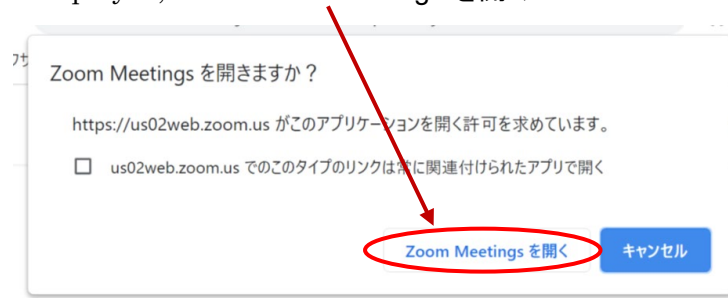 Zoom Meetings を開きますか？
https://us02web.zoom.us がこのアプリケーションを開く許可を求めています。
us02web.zoom.us でのこのタイプのリンクは常に関連付けられたアプリで開く
Zoom Meetings を開く
キャンセル